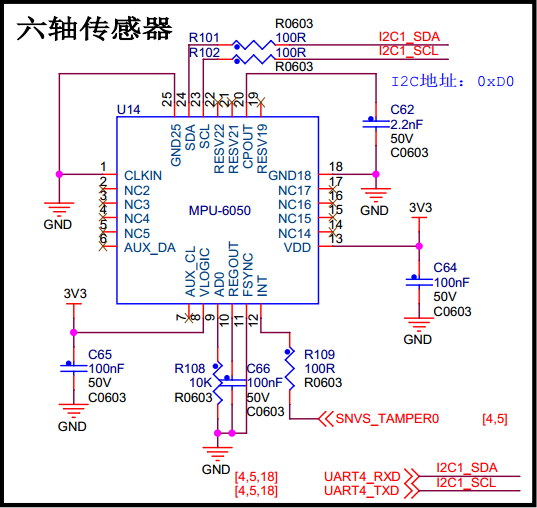 六轴传感器
R0603
R101 100R I2C1_SDA
R102 100R I2C1_SCL
R0603
I2C地址：0xD0
25 24 23 22 21 20 19
U14
GND25 SDA SCL RESV22 RESV21 CPOUT RESV19
C62
2.2nF
50V
C0603
1 CLKIN GND18 18
2 NC2 NC17 17
3 NC3 NC16 16
4 NC4 MPU-6050 NC15 15
5 NC5 NC14 14
6 AUX_DA VDD 13
GND
GND
3V3
AUX_CL VLOGIC AD0 REGOUT FSYNC INT
7 8 9 10 11 12
C64
100nF
50V
C0603
GND
3V3
C65
100nF
50V
C0603
GND
R108
10K
R0603
C66
100nF
50V
C0603
R109
100R
R0603
SNVS_TAMPER0 [4,5]
GND
[4,5,18] UART4_RXD I2C1_SDA
[4,5,18] UART4_TXD I2C1_SCL